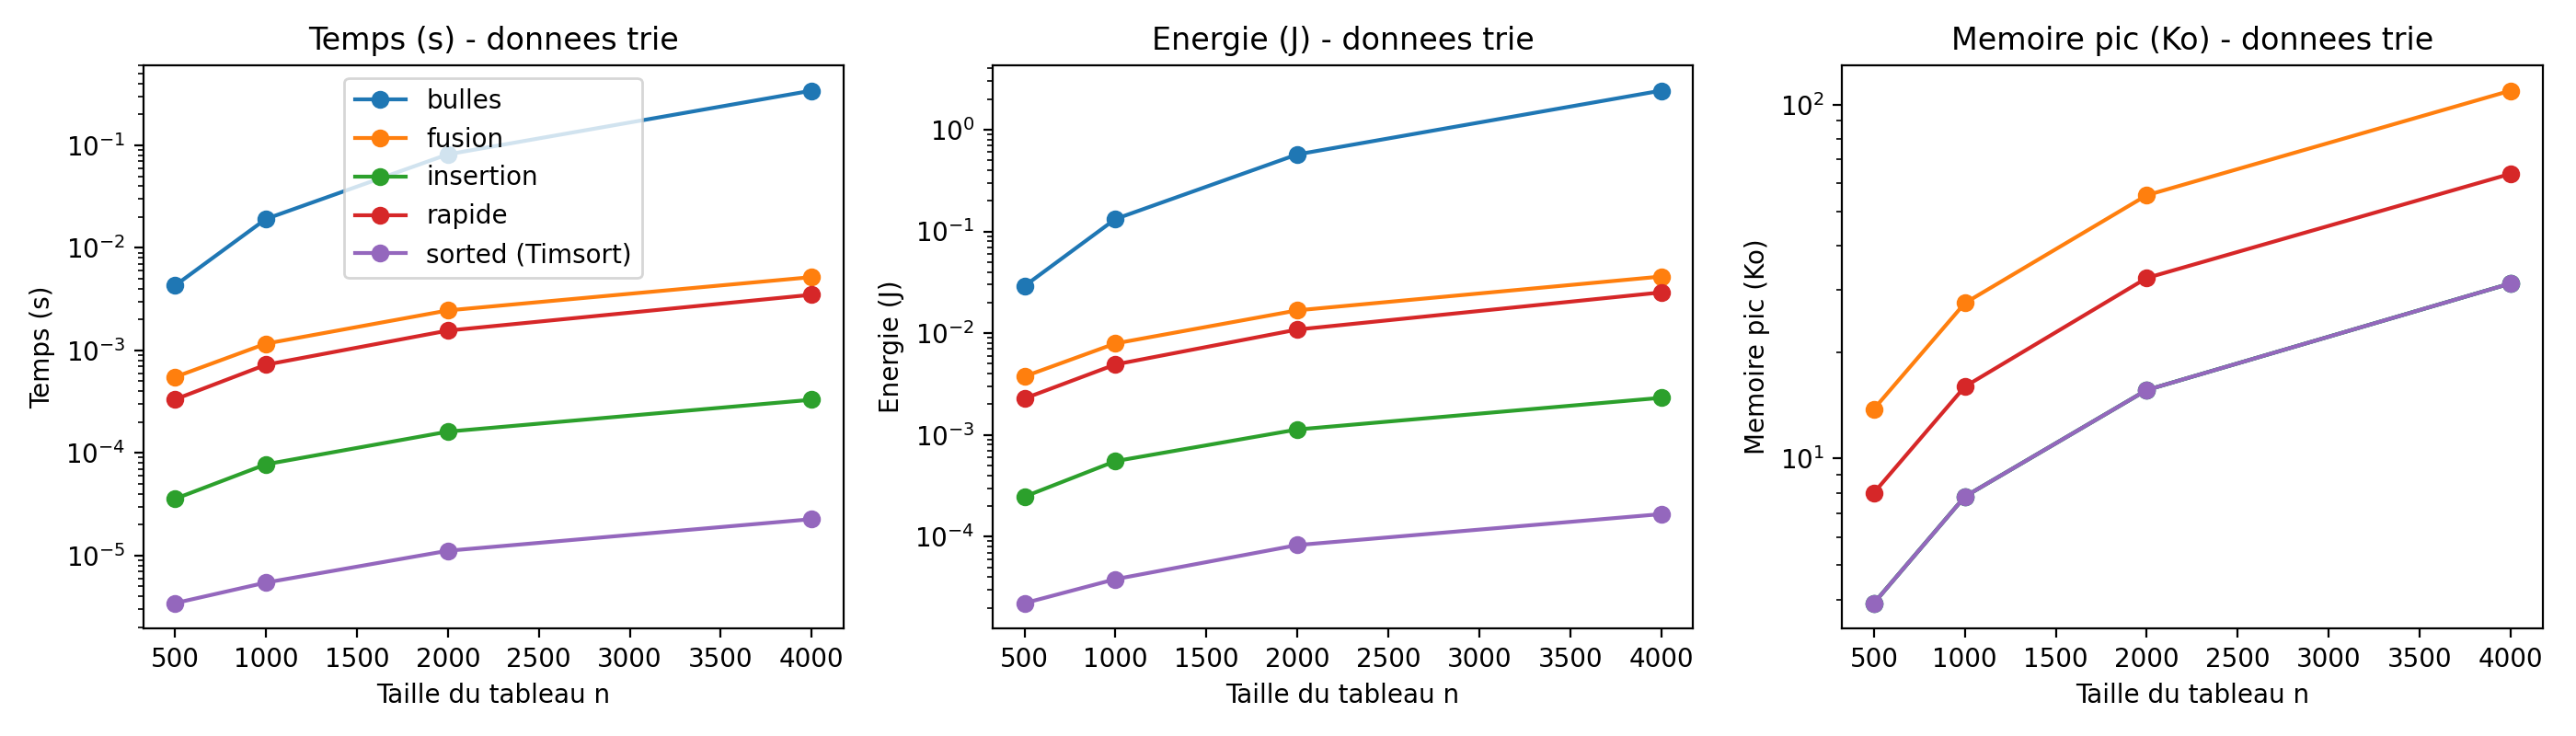 Temps (s) - donnees trie
Temps (s)
10⁻¹
10⁻²
10⁻³
10⁻⁴
10⁻⁵
bulles
fusion
insertion
rapide
sorted (Timsort)
500 1000 1500 2000 2500 3000 3500 4000
Taille du tableau n
Energie (J) - donnees trie
Energie (J)
10⁰
10⁻¹
10⁻²
10⁻³
10⁻⁴
500 1000 1500 2000 2500 3000 3500 4000
Taille du tableau n
Memoire pic (Ko) - donnees trie
Memoire pic (Ko)
10²
10¹
500 1000 1500 2000 2500 3000 3500 4000
Taille du tableau n